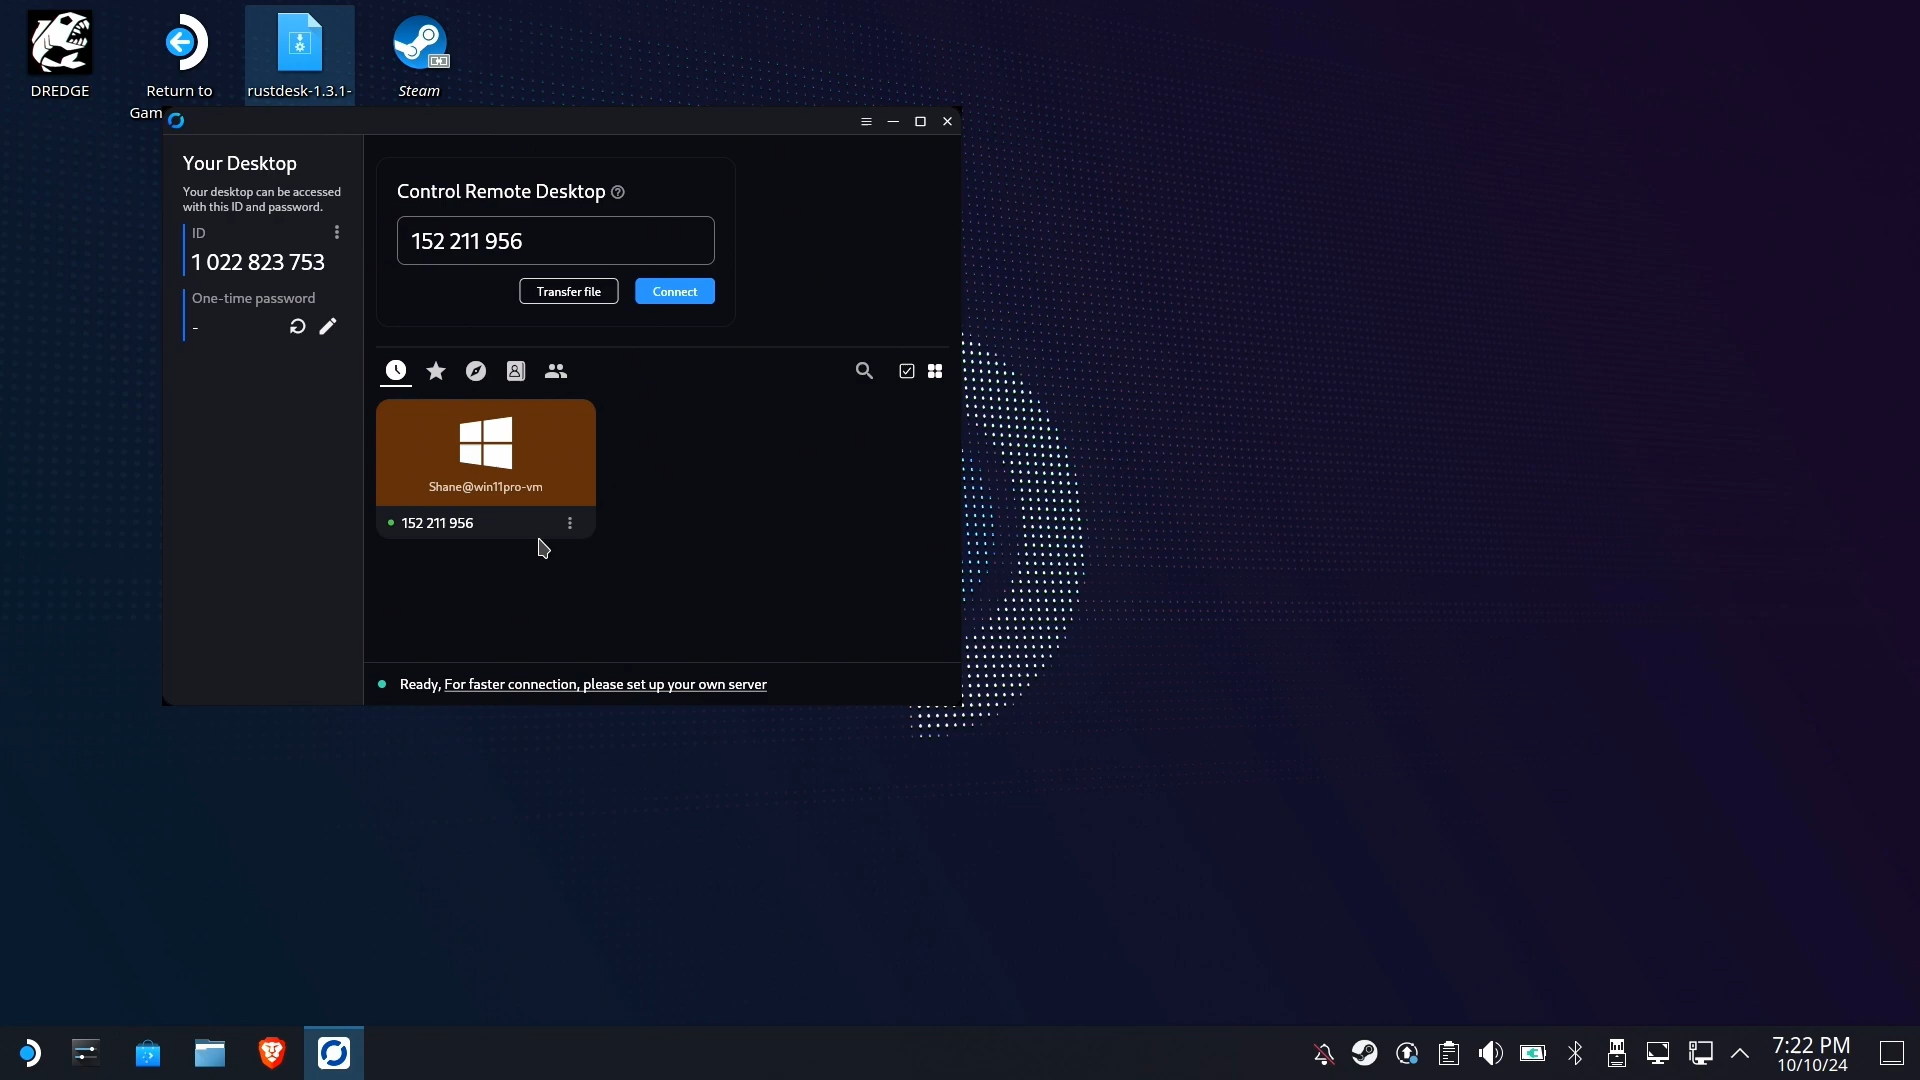 DREDGE
Return to
Gam
rustdesk-1.3.1-
Steam
Your Desktop
Your desktop can be accessed
with this ID and password.
ID
1 022 823 753
One-time password
-
Control Remote Desktop
152 211 956
Transfer file
Connect
Shane@win11pro-vm
152 211 956
Ready, For faster connection, please set up your own server
7:22 PM
10/10/24